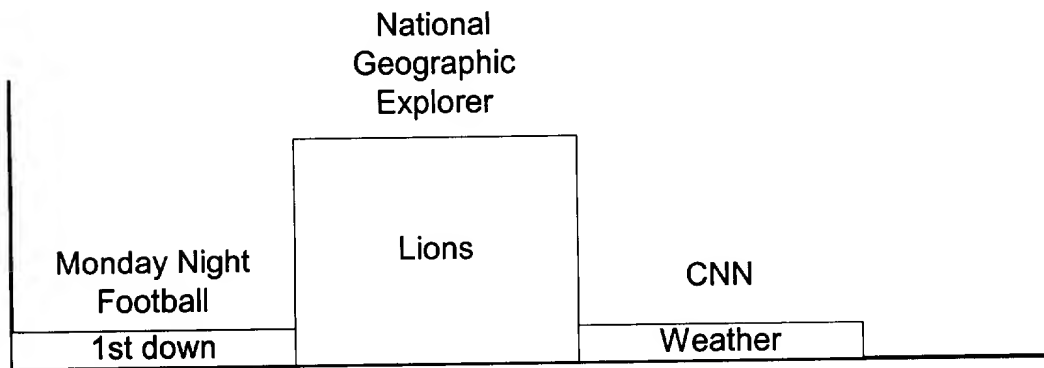 National
Geographic
Explorer
Monday Night
Football
Lions
CNN
1st down
Weather